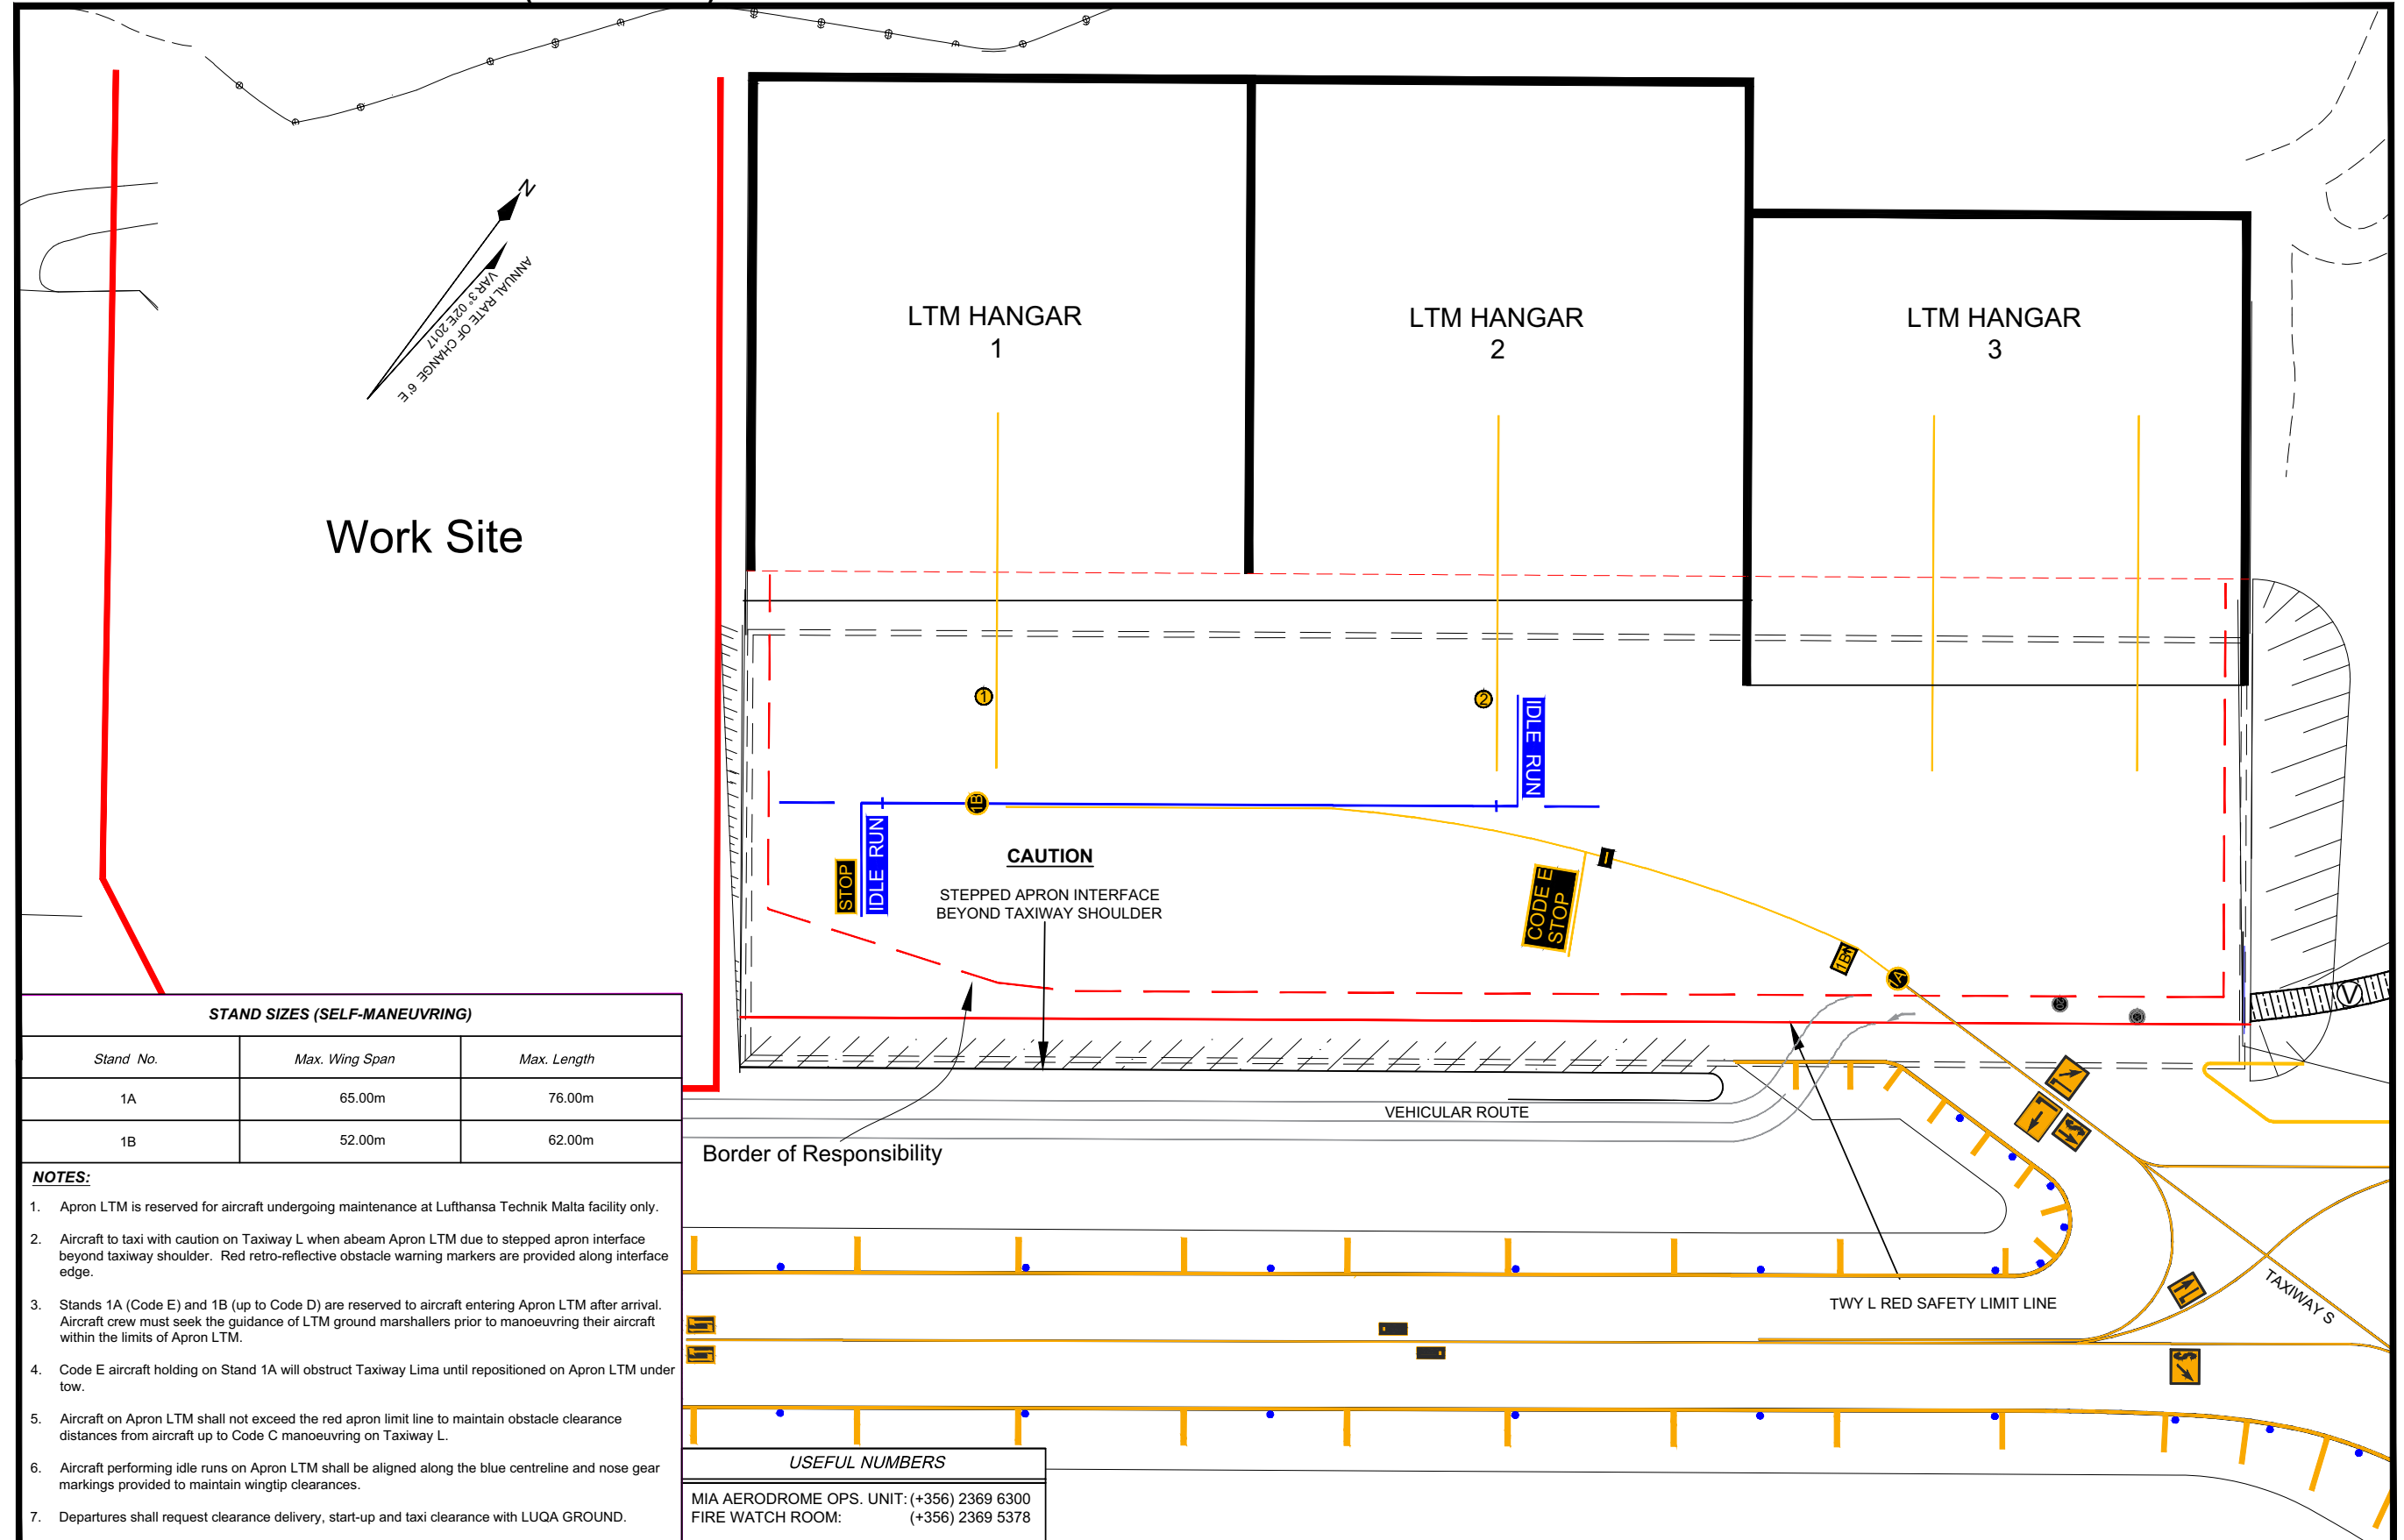 N
VAR 3° 02'E 2017
ANNUAL RATE OF CHANGE 6'E
LTM HANGAR
1
LTM HANGAR
2
LTM HANGAR
3
Work Site
1
2
IDLE RUN
1B
IDLE RUN
STOP
CAUTION
STEPPED APRON INTERFACE
BEYOND TAXIWAY SHOULDER
CODE E
STOP
1B
1A
V
VEHICULAR ROUTE
Border of Responsibility
TWY L RED SAFETY LIMIT LINE
TAXIWAY S
L
S
S
STAND SIZES (SELF-MANEUVRING)
Stand No. Max. Wing Span Max. Length
1A 65.00m 76.00m
1B 52.00m 62.00m
NOTES:
1. Apron LTM is reserved for aircraft undergoing maintenance at Lufthansa Technik Malta facility only.
2. Aircraft to taxi with caution on Taxiway L when abeam Apron LTM due to stepped apron interface
beyond taxiway shoulder. Red retro-reflective obstacle warning markers are provided along interface
edge.
3. Stands 1A (Code E) and 1B (up to Code D) are reserved to aircraft entering Apron LTM after arrival.
Aircraft crew must seek the guidance of LTM ground marshallers prior to manoeuvring their aircraft
within the limits of Apron LTM.
4. Code E aircraft holding on Stand 1A will obstruct Taxiway Lima until repositioned on Apron LTM under
tow.
5. Aircraft on Apron LTM shall not exceed the red apron limit line to maintain obstacle clearance
distances from aircraft up to Code C manoeuvring on Taxiway L.
6. Aircraft performing idle runs on Apron LTM shall be aligned along the blue centreline and nose gear
markings provided to maintain wingtip clearances.
7. Departures shall request clearance delivery, start-up and taxi clearance with LUQA GROUND.
USEFUL NUMBERS
MIA AERODROME OPS. UNIT: (+356) 2369 6300
FIRE WATCH ROOM: (+356) 2369 5378